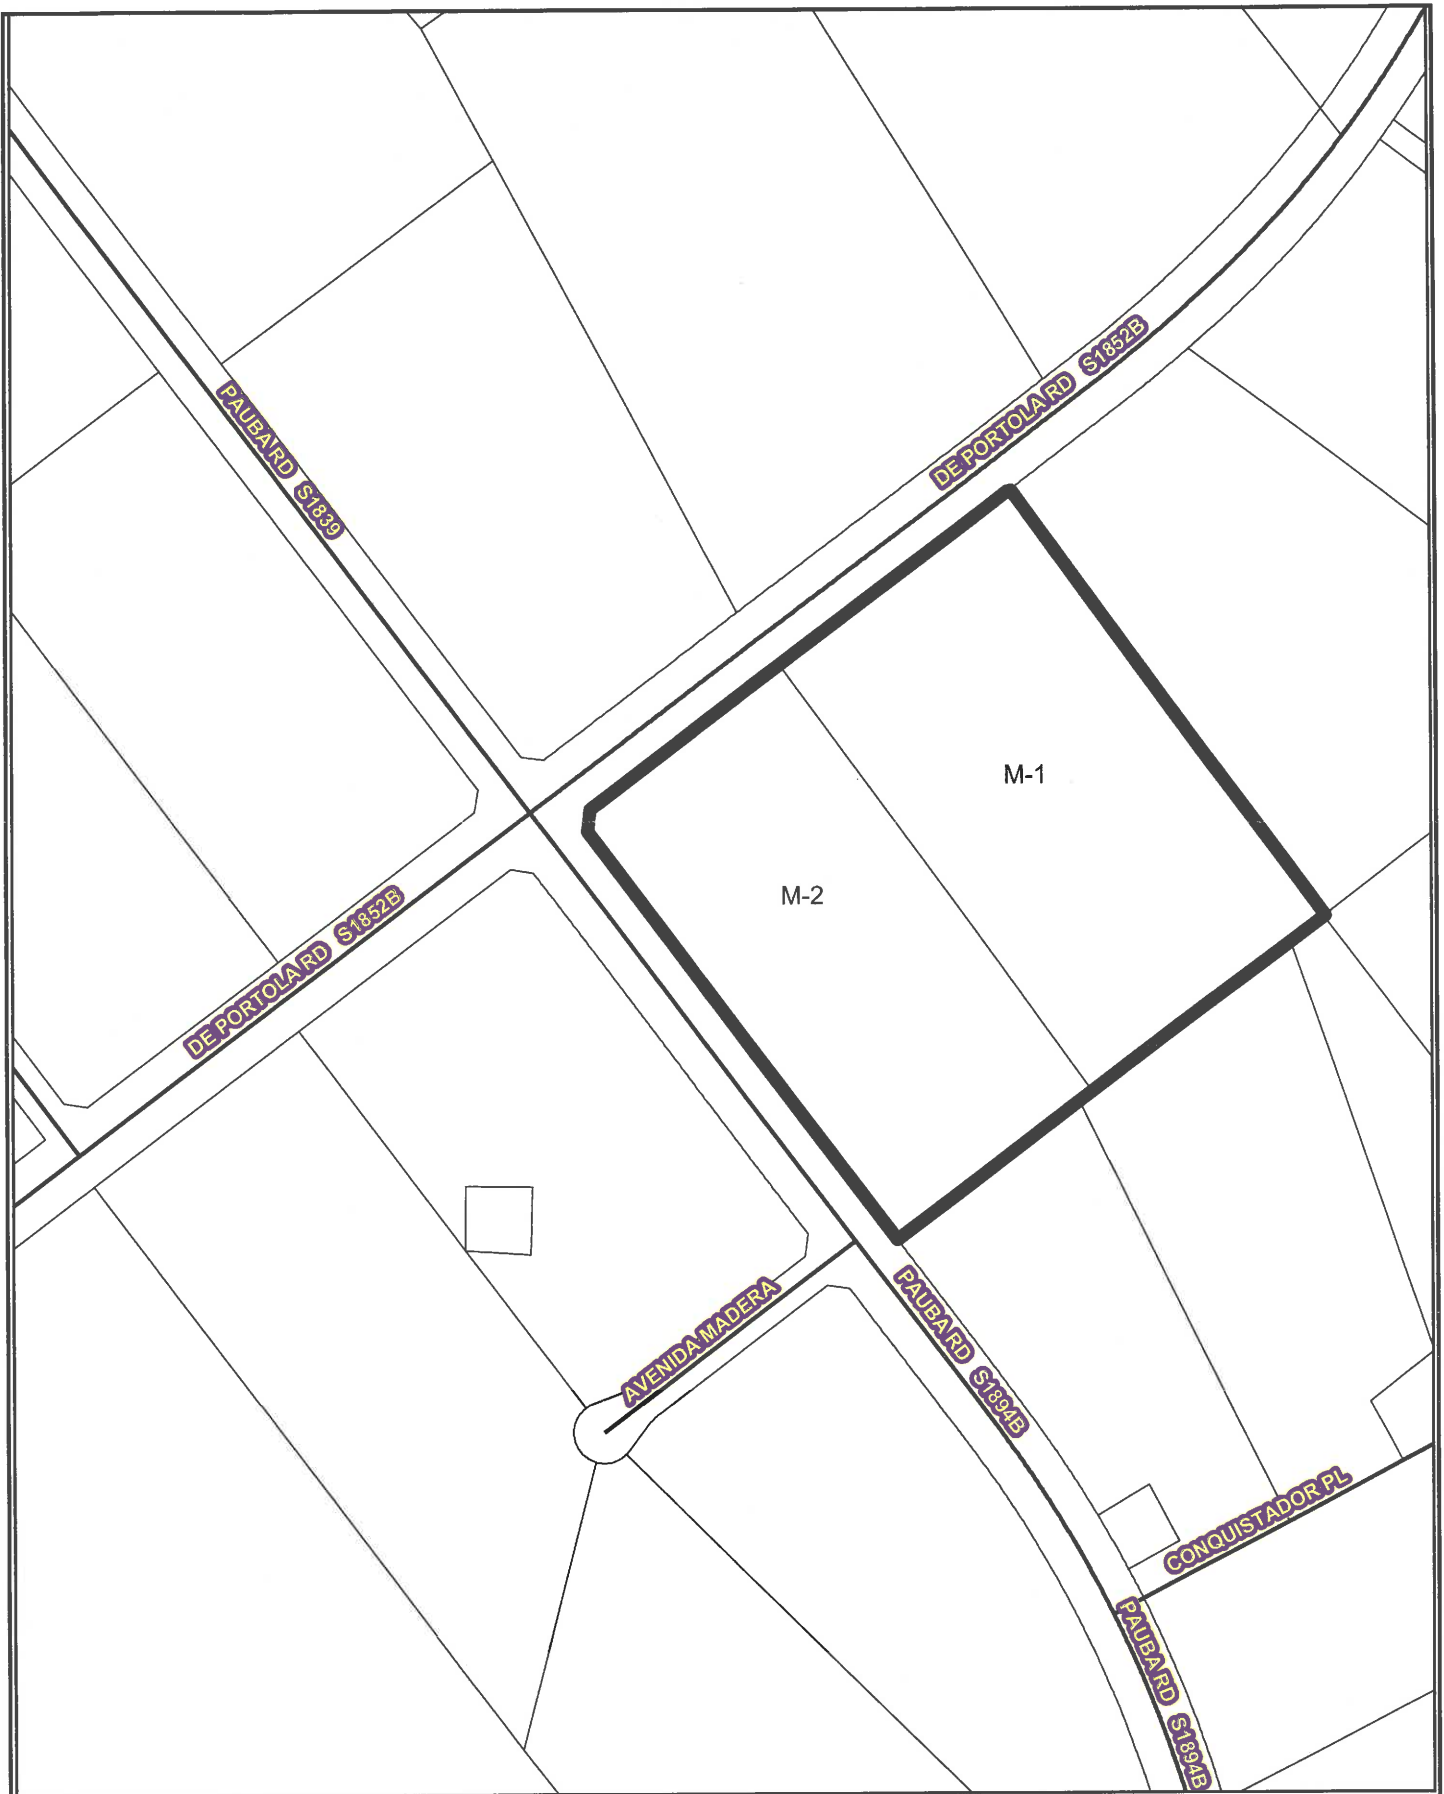 DE PORTOLA RD S1852B
PAUBA RD S1839
M-1
M-2
DE PORTOLA RD S1852B
AVENIDA MADERA
PAUBA RD S1894B
CONQUISTADOR PL
PAUBA RD S1894B